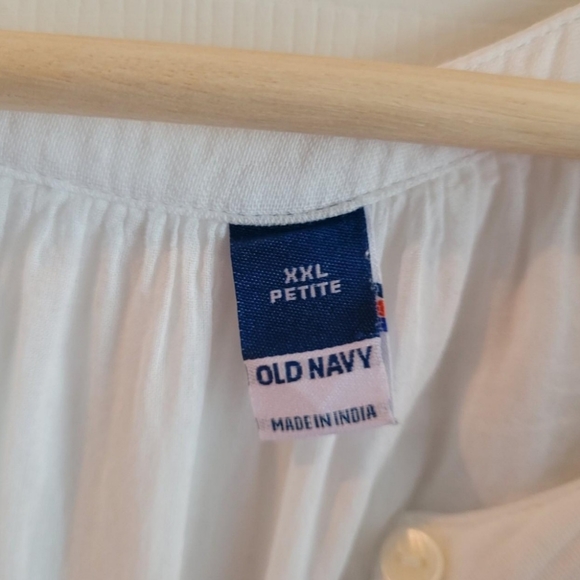 XXL
PETITE
OLD NAVY
MADE IN INDIA